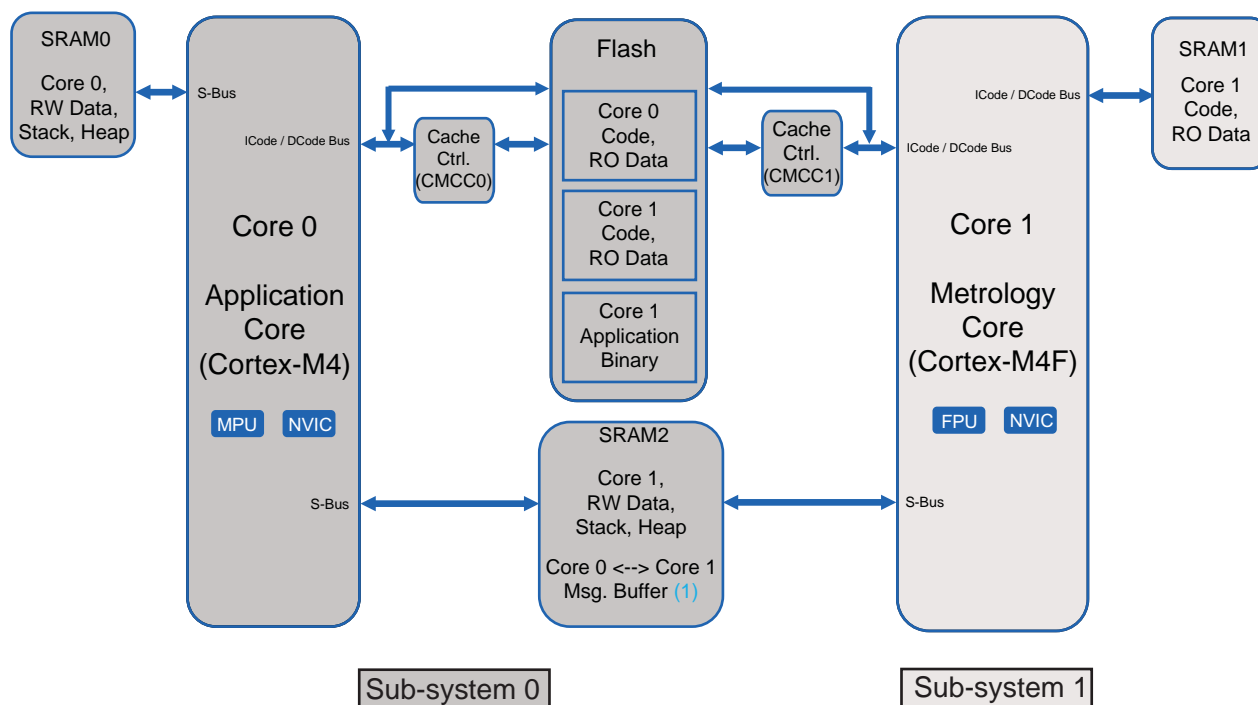 SRAM0
Core 0,
RW Data,
Stack, Heap
S-Bus
ICode / DCode Bus
Core 0
Application
Core
(Cortex-M4)
MPU
NVIC
S-Bus
Cache
Ctrl.
(CMCC0)
Flash
Core 0
Code,
RO Data
Core 1
Code,
RO Data
Core 1
Application
Binary
Cache
Ctrl.
(CMCC1)
SRAM2
Core 1,
RW Data,
Stack, Heap
Core 0 <--> Core 1
Msg. Buffer (1)
ICode / DCode Bus
ICode / DCode Bus
Core 1
Metrology
Core
(Cortex-M4F)
FPU
NVIC
S-Bus
SRAM1
Core 1
Code,
RO Data
Sub-system 0
Sub-system 1